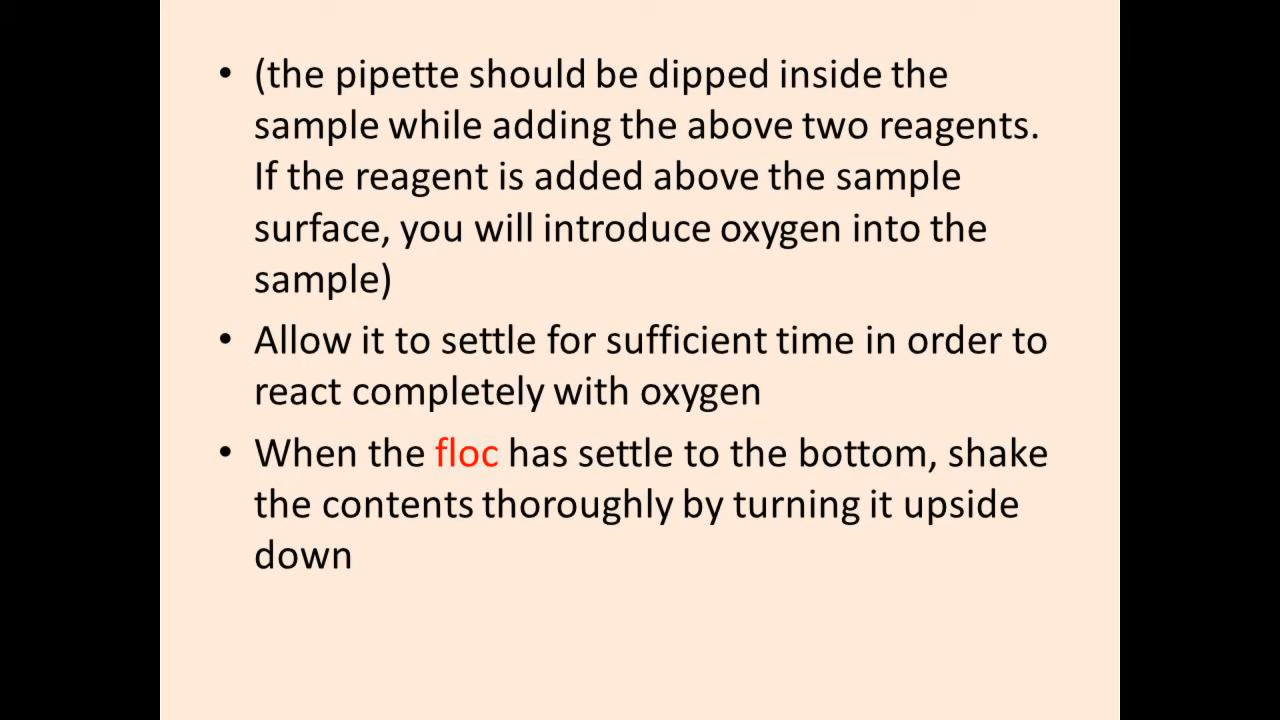 • (the pipette should be dipped inside the
sample while adding the above two reagents.
If the reagent is added above the sample
surface, you will introduce oxygen into the
sample)
• Allow it to settle for sufficient time in order to
react completely with oxygen
• When the floc has settle to the bottom, shake
the contents thoroughly by turning it upside
down